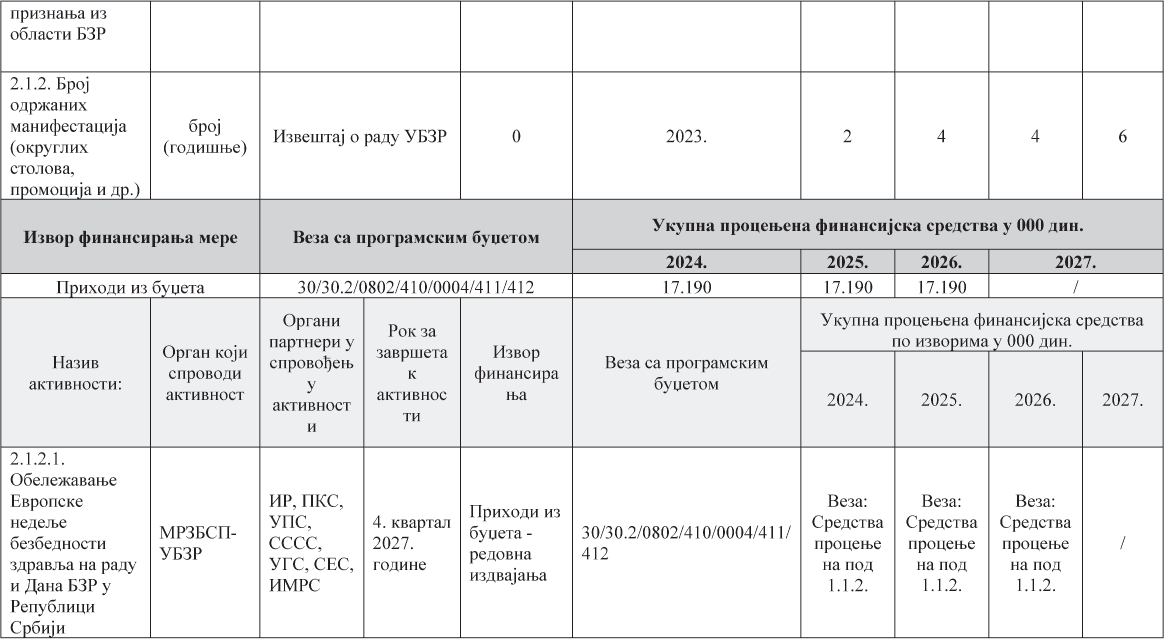 признања из
области БЗР
2.1.2. Број
одржаних
манифестација
(округлих
столова,
промоција и др.)
број
(годишње)
Извештај о раду УБЗР
0
2023.
2
4
4
6
Извор финансирања мере
Веза са програмским буџетом
Укупна процењена финансијска средства у 000 дин.
2024.
2025.
2026.
2027.
Приходи из буџета
30/30.2/0802/410/0004/411/412
17.190
17.190
17.190
/
Назив
активности:
Орган који
спроводи
активност
Органи
партнери у
спровођењ
у
активност
и
Рок за
завршета
к
активнос
ти
Извор
финансира
ња
Веза са програмским
буџетом
Укупна процењена финансијска средства
по изворима у 000 дин.
2024.
2025.
2026.
2027.
2.1.2.1.
Обележавање
Европске
недеље
безбедности
здравља на раду
и Дана БЗР у
Републици
Србији
МРЗБСП-
УБЗР
ИР, ПКС,
УПС,
СССС,
УГС, СЕС,
ИМРС
4. квартал
2027.
године
Приходи из
буџета -
редовна
издвајања
30/30.2/0802/410/0004/411/
412
Веза:
Средства
процење
на под
1.1.2.
Веза:
Средства
процење
на под
1.1.2.
Веза:
Средства
процење
на под
1.1.2.
/